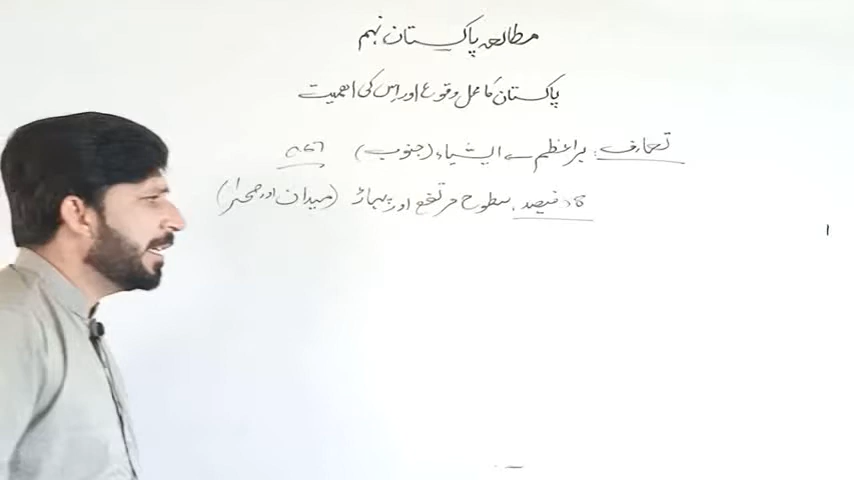 مطالعہ پاکستان نہم
پاکستان کا محل وقوع اور اس کی اہمیت
تعارف: براعظم ے ایشیاء (جنوب)
فیصد. سطوح مرتفع اور پہاڑ (میدان اور صحرا)